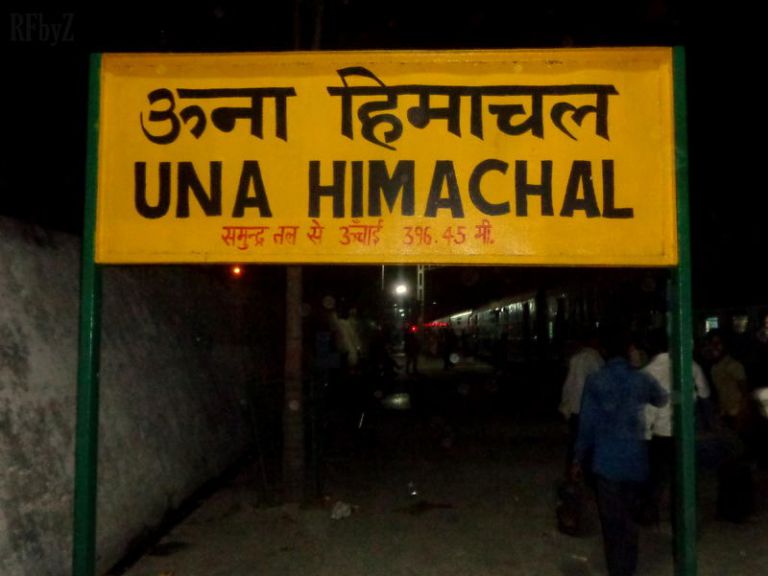 RFbyZ
ऊना हिमाचल
UNA HIMACHAL
समुन्द्र तल से ऊँचाई 396.45 मी.